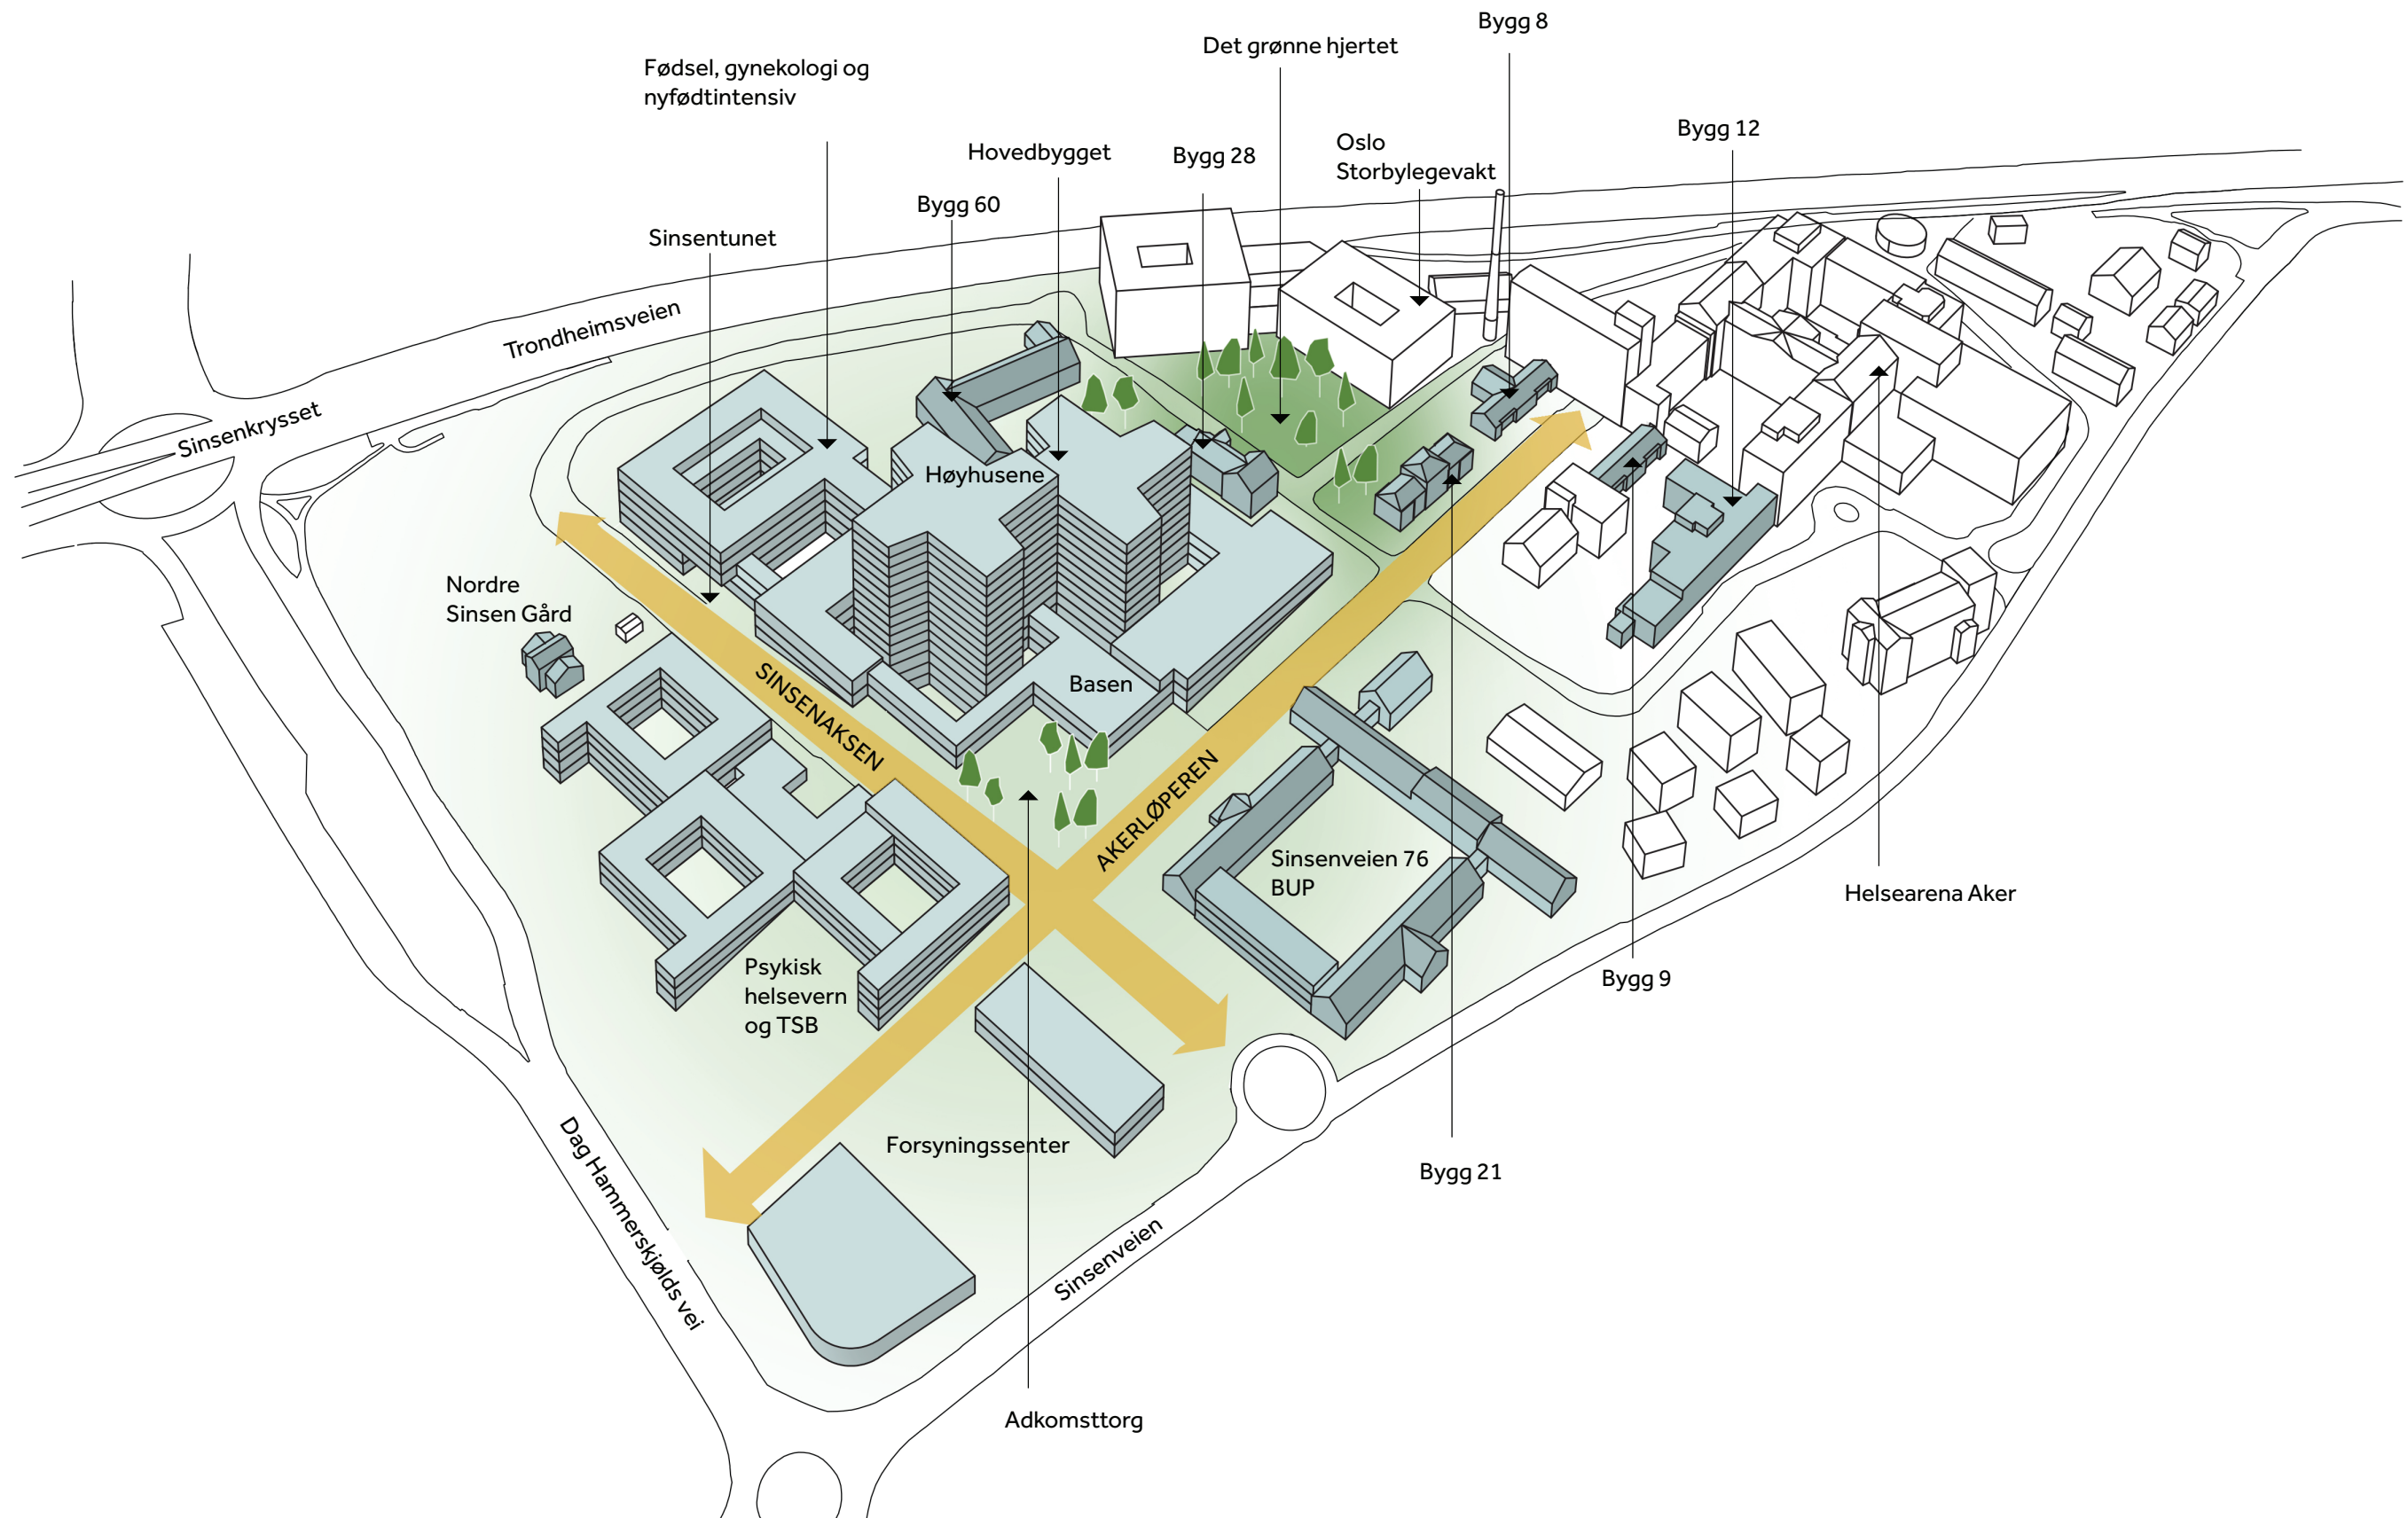 Bygg 8
Det grønne hjertet
Fødsel, gynekologi og
nyfødtintensiv
Bygg 12
Oslo
Storbylegevakt
Hovedbygget
Bygg 28
Bygg 60
Sinsentunet
Trondheimsveien
Sinsenkrysset
Høyhusene
Nordre
Sinsen Gård
Basen
SINSENAKSEN
AKERLØPEREN
Sinsenveien 76
BUP
Helsearena Aker
Psykisk
helsevern
og TSB
Bygg 9
Forsyningssenter
Bygg 21
Dag Hammerskjølds vei
Sinsenveien
Adkomsttorg